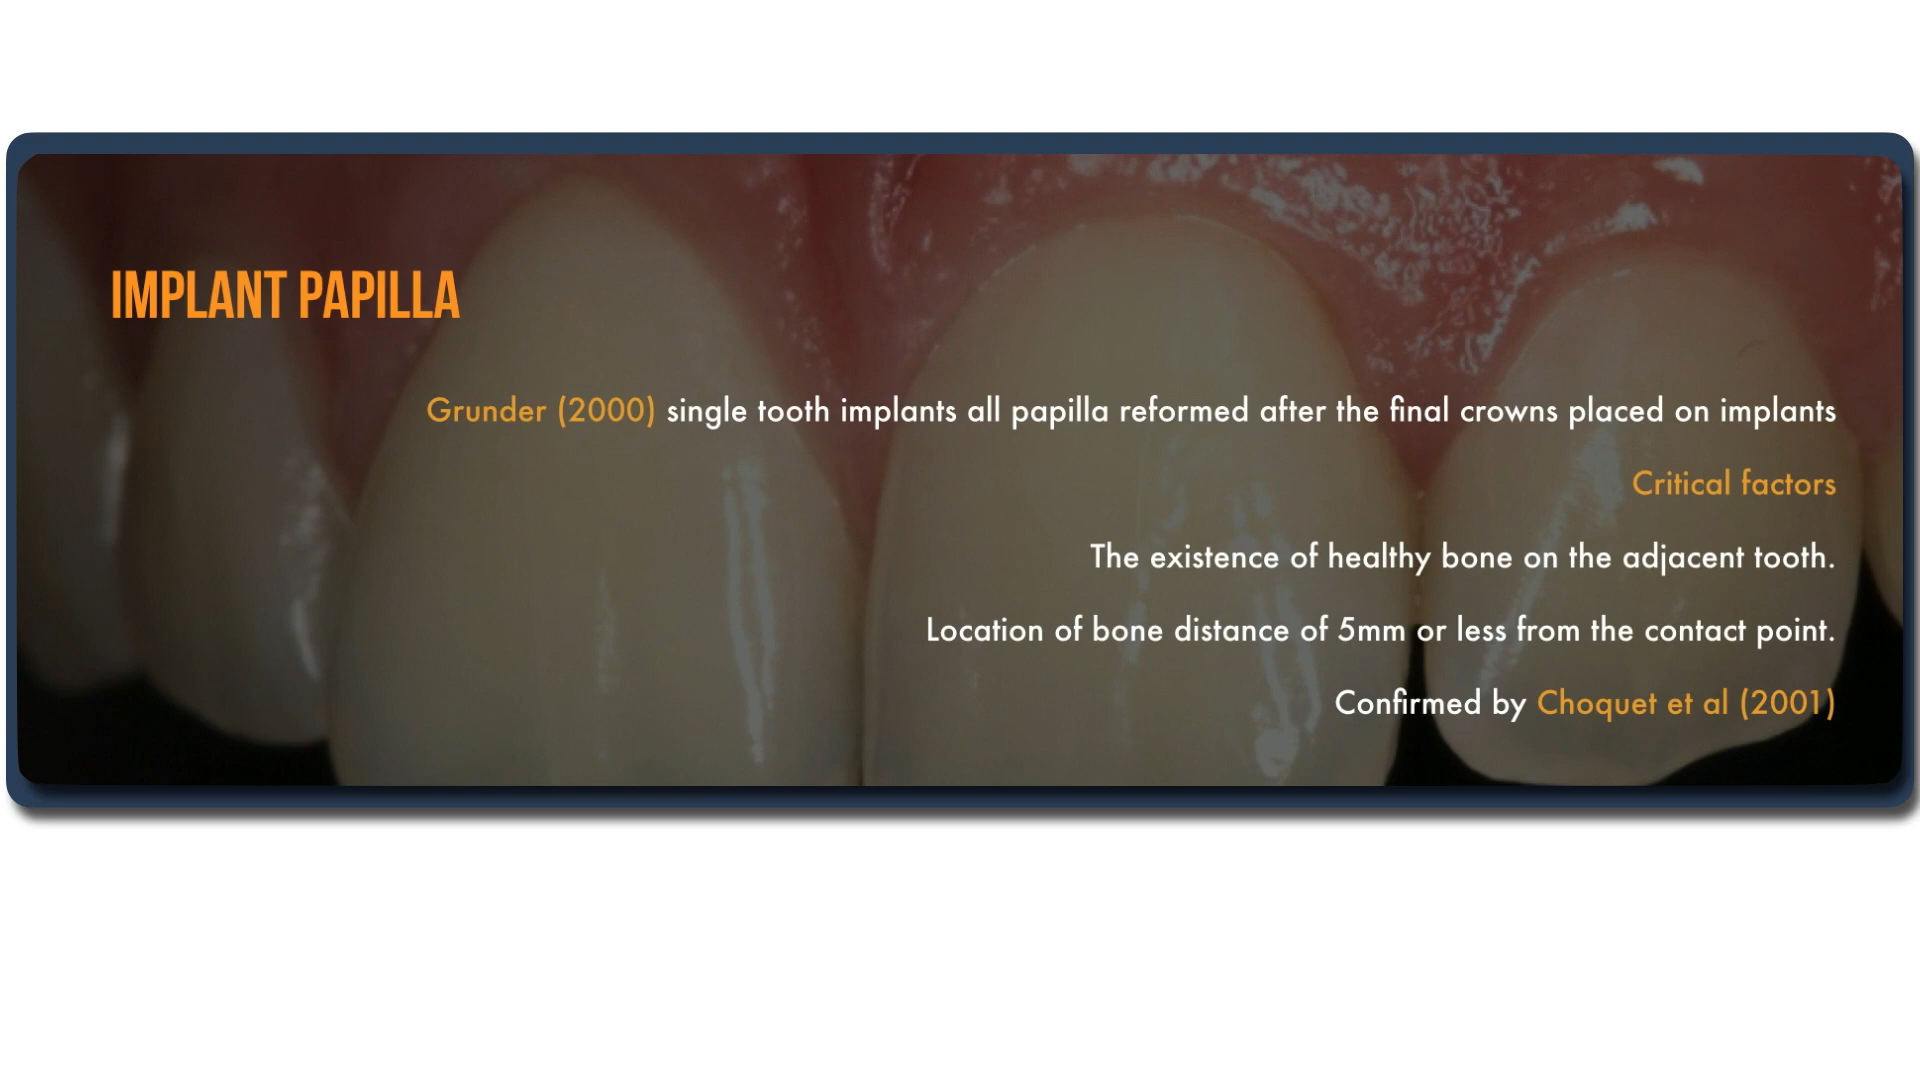 IMPLANT PAPILLA
Grunder (2000) single tooth implants all papilla reformed after the final crowns placed on implants
Critical factors
The existence of healthy bone on the adjacent tooth.
Location of bone distance of 5mm or less from the contact point.
Confirmed by Choquet et al (2001)